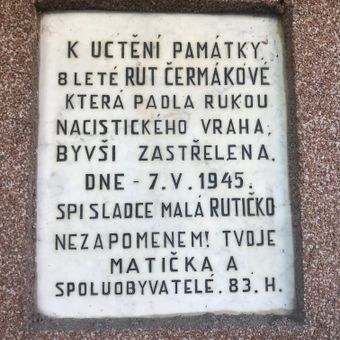 K UCTĚNÍ PAMÁTKY
8 LETÉ RUT ČERMÁKOVÉ
KTERÁ PADLA RUKOU
NACISTICKÉHO VRAHA,
BYVŠI ZASTŘELENA.
DNE - 7. V. 1945.
SPI SLADCE MALÁ RUTIČKO
NEZAPOMENEM! TVOJE
MATIČKA A
SPOLUOBYVATELÉ. 83. H.